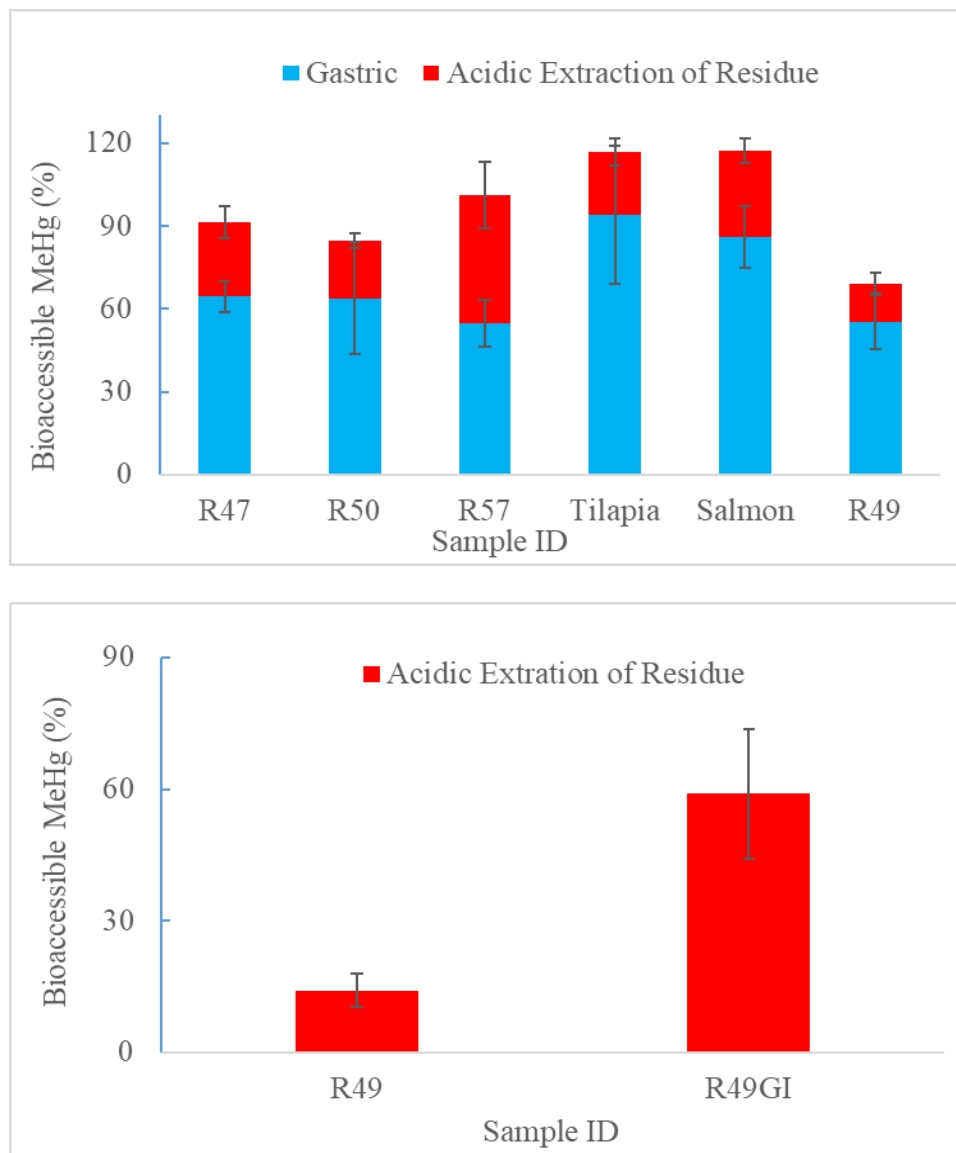 Gastric Acidic Extraction of Residue
Bioaccessible MeHg (%)
120
90
60
30
0
R47 R50 R57 Tilapia Salmon R49
Sample ID
Acidic Extration of Residue
Bioaccessible MeHg (%)
90
60
30
0
R49 R49GI
Sample ID